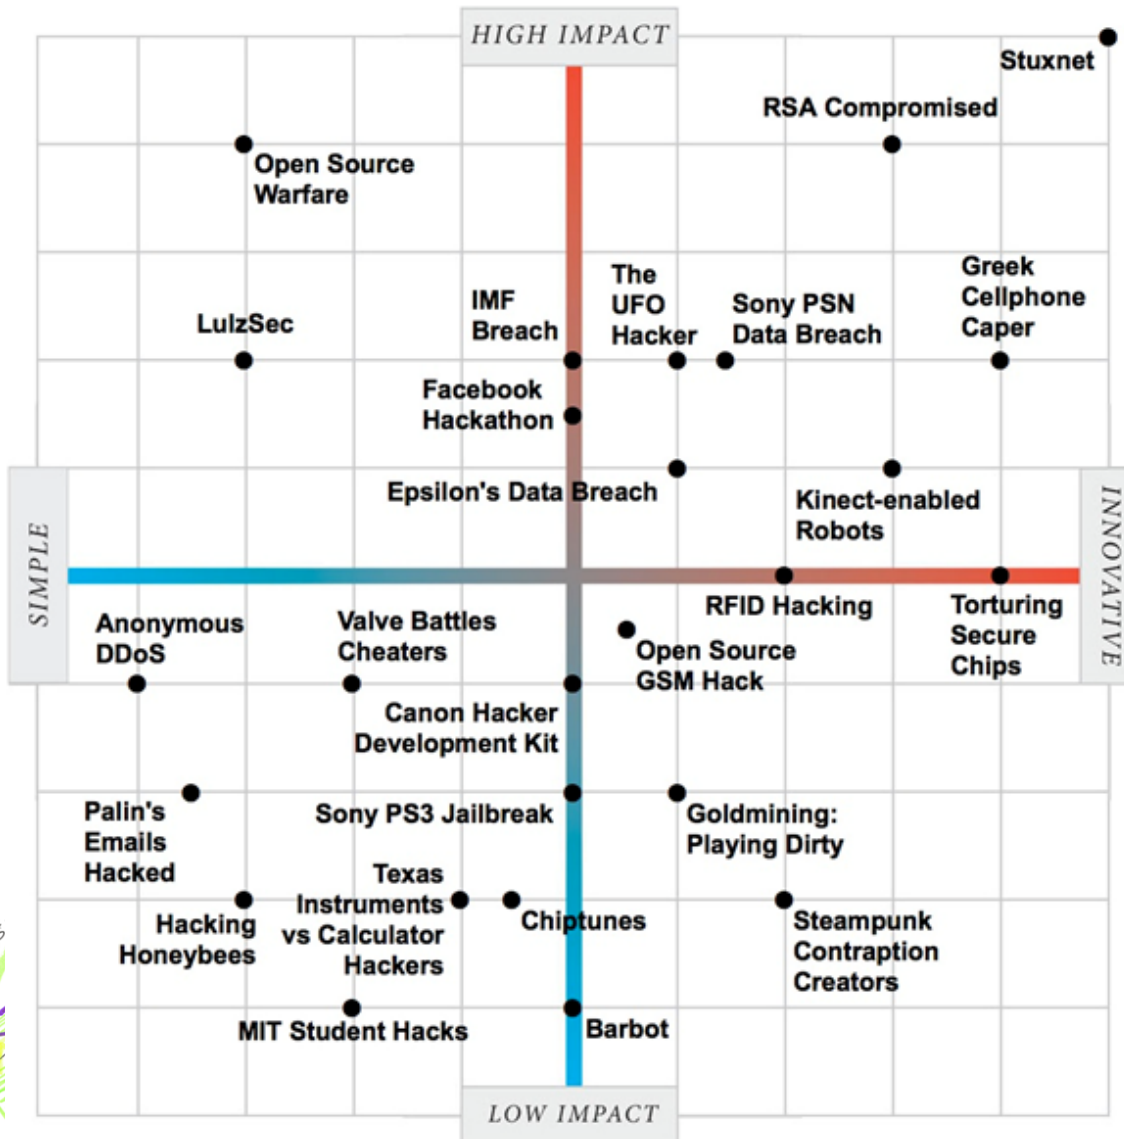 HIGH IMPACT
Stuxnet
RSA Compromised
Open Source
Warfare
LulzSec
IMF
Breach
The
UFO
Hacker
Sony PSN
Data Breach
Greek
Cellphone
Caper
Facebook
Hackathon
Epsilon's Data Breach
Kinect-enabled
Robots
SIMPLE
INNOVATIVE
RFID Hacking
Torturing
Secure
Chips
Anonymous
DDoS
Valve Battles
Cheaters
Open Source
GSM Hack
Canon Hacker
Development Kit
Palin's
Emails
Hacked
Sony PS3 Jailbreak
Goldmining:
Playing Dirty
Hacking
Honeybees
Texas
Instruments
vs Calculator
Hackers
Chiptunes
Steampunk
Contraption
Creators
MIT Student Hacks
Barbot
LOW IMPACT